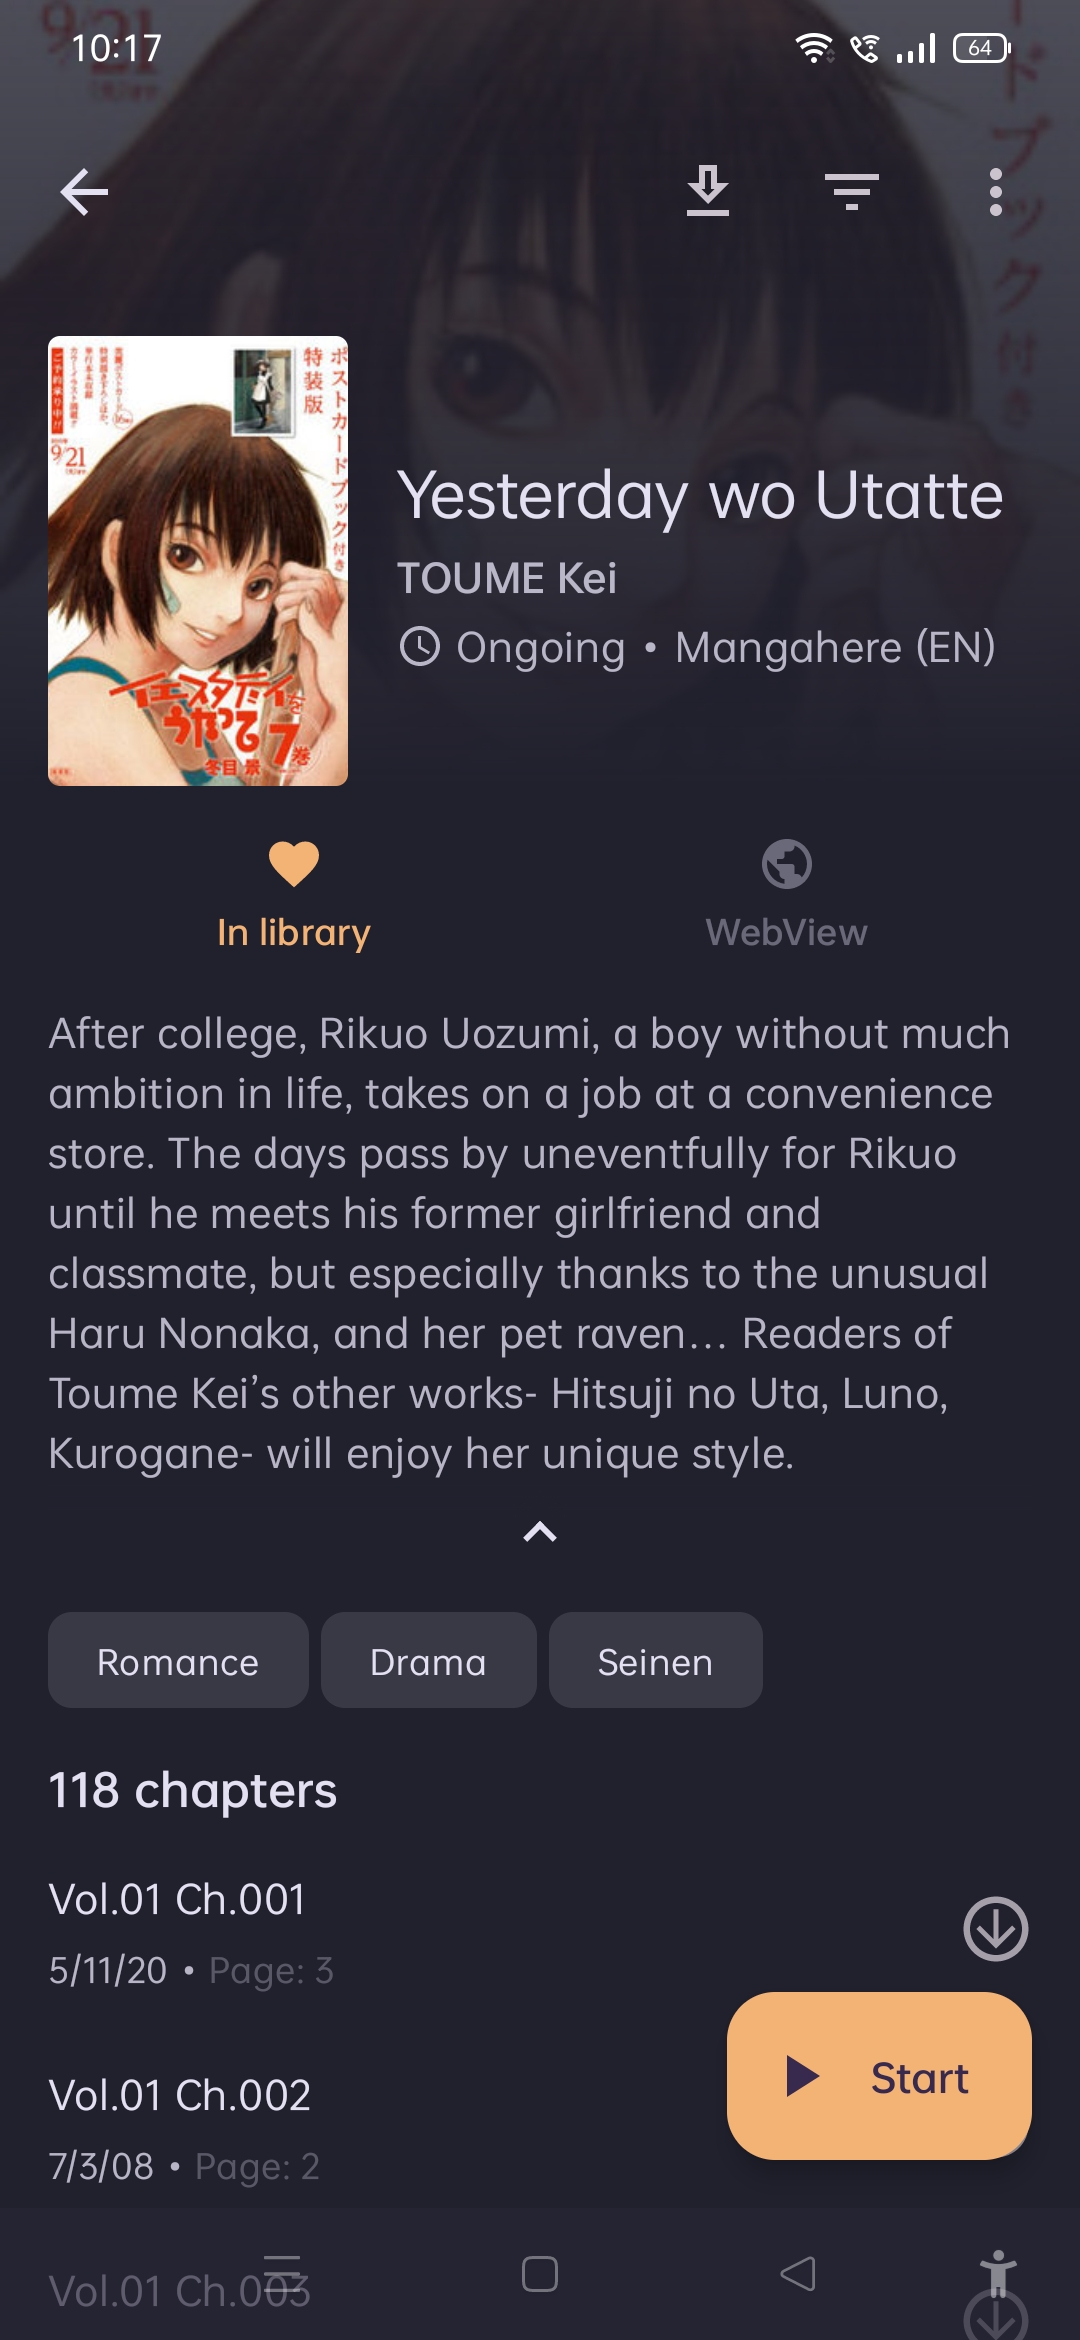 10:17
64
ポストカードブック付き
特装版
9/21
イエスタデイを
うたって
7巻
冬目 景
Yesterday wo Utatte
TOUME Kei
Ongoing • Mangahere (EN)
In library
WebView
After college, Rikuo Uozumi, a boy without much
ambition in life, takes on a job at a convenience
store. The days pass by uneventfully for Rikuo
until he meets his former girlfriend and
classmate, but especially thanks to the unusual
Haru Nonaka, and her pet raven… Readers of
Toume Kei’s other works- Hitsuji no Uta, Luno,
Kurogane- will enjoy her unique style.
Romance
Drama
Seinen
118 chapters
Vol.01 Ch.001
5/11/20 • Page: 3
Start
Vol.01 Ch.002
7/3/08 • Page: 2
Vol.01 Ch.003